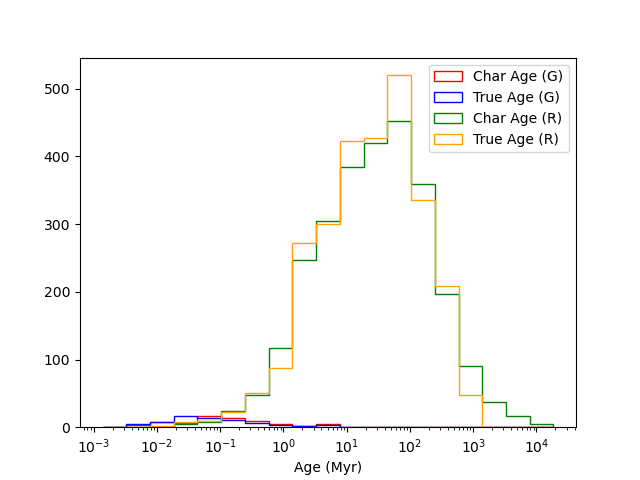 500
400
300
200
100
0
10⁻³ 10⁻² 10⁻¹ 10⁰ 10¹ 10² 10³ 10⁴
Age (Myr)
Char Age (G)
True Age (G)
Char Age (R)
True Age (R)